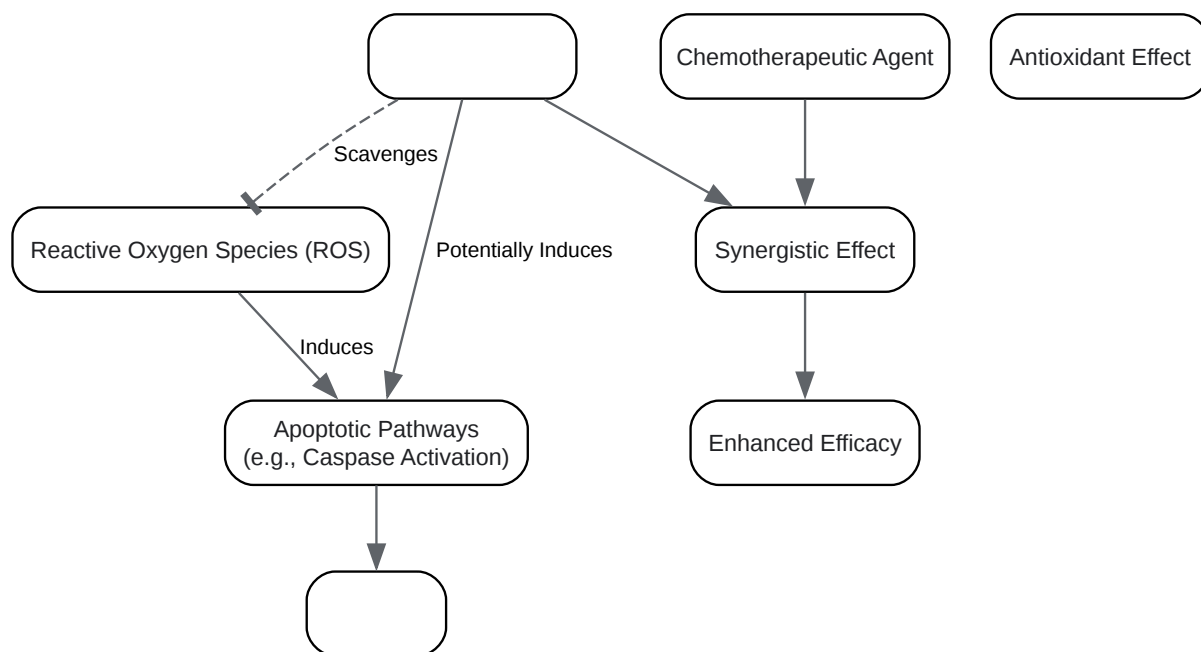 Chemotherapeutic Agent
Antioxidant Effect
Scavenges
Reactive Oxygen Species (ROS)
Potentially Induces
Synergistic Effect
Induces
Apoptotic Pathways
(e.g., Caspase Activation)
Enhanced Efficacy